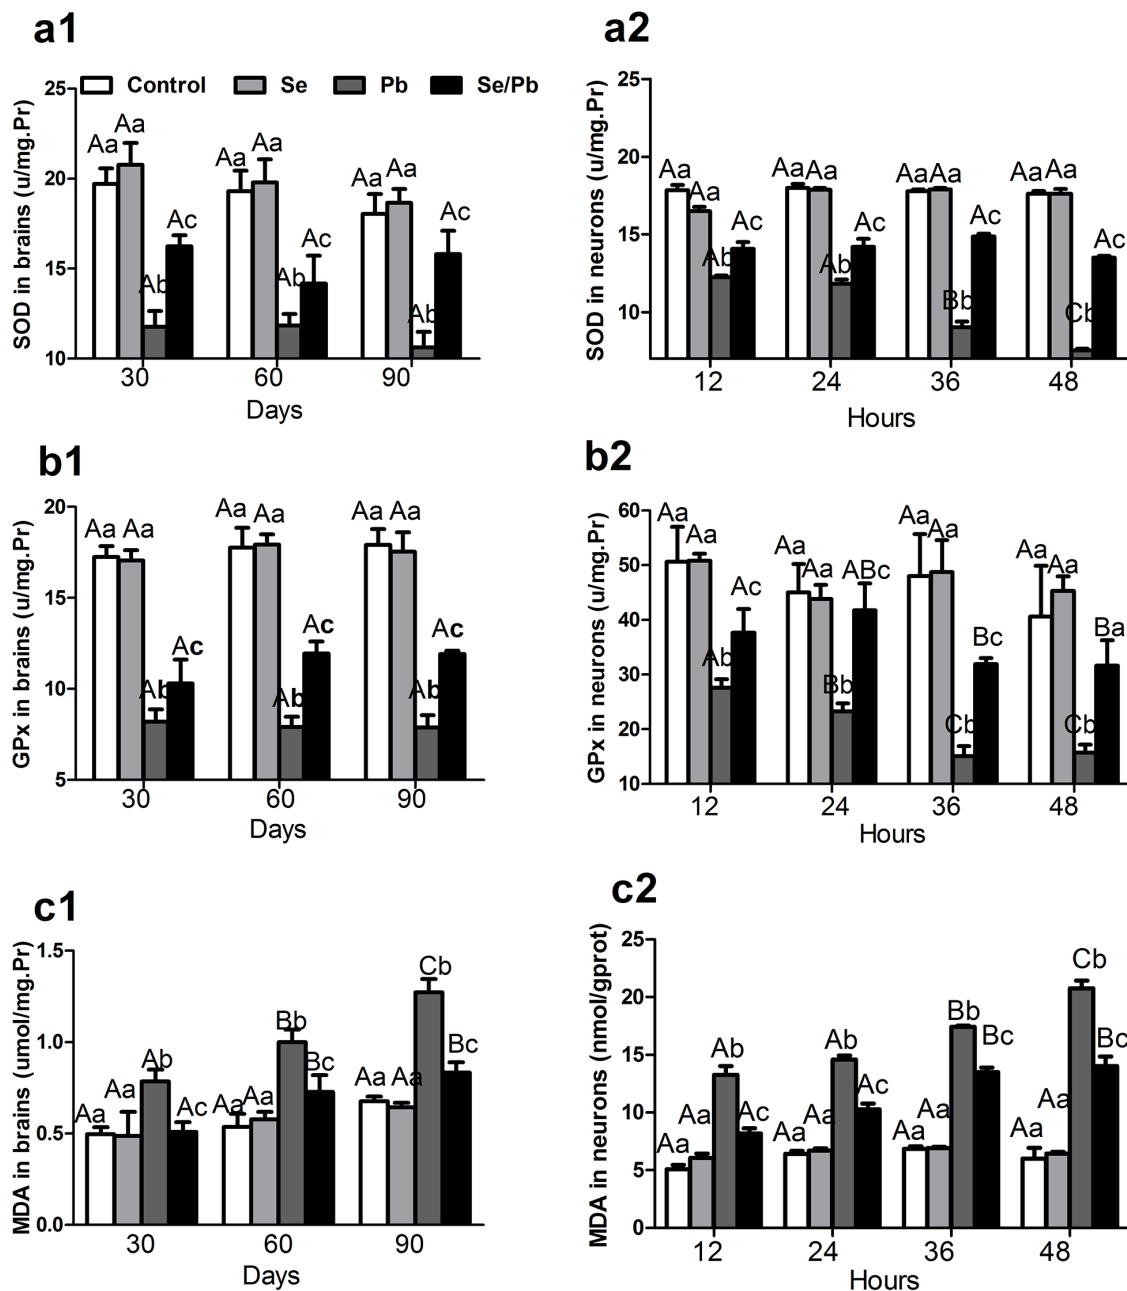 a1
Control Se Pb Se/Pb
SOD in brains (u/mg.Pr)
25
20
15
10
Aa Aa Ab Ac
Aa Aa Ab Ac
Aa Aa Ab Ac
30 60 90
Days
a2
SOD in neurons (u/mg.Pr)
25
20
15
10
Aa Aa Ab Ac
Aa Aa Ab Ac
Aa Aa Bb Ac
Aa Aa Cb Ac
12 24 36 48
Hours
b1
GPx in brains (u/mg.Pr)
20
15
10
5
Aa Aa Ab Ac
Aa Aa Ab Ac
Aa Aa Ab Ac
30 60 90
Days
b2
GPx in neurons (u/mg.Pr)
60
50
40
30
20
10
Aa Aa Ab Ac
Aa Aa Bb ABc
Aa Aa Cb Bc
Aa Aa Cb Ba
12 24 36 48
Hours
c1
MDA in brains (umol/mg.Pr)
1.5
1.0
0.5
0.0
Aa Aa Ab Ac
Aa Aa Bb Bc
Aa Aa Cb Bc
30 60 90
Days
c2
MDA in neurons (nmol/gprot)
25
20
15
10
5
0
Aa Aa Ab Ac
Aa Aa Ab Ac
Aa Aa Bb Bc
Aa Aa Cb Bc
12 24 36 48
Hours